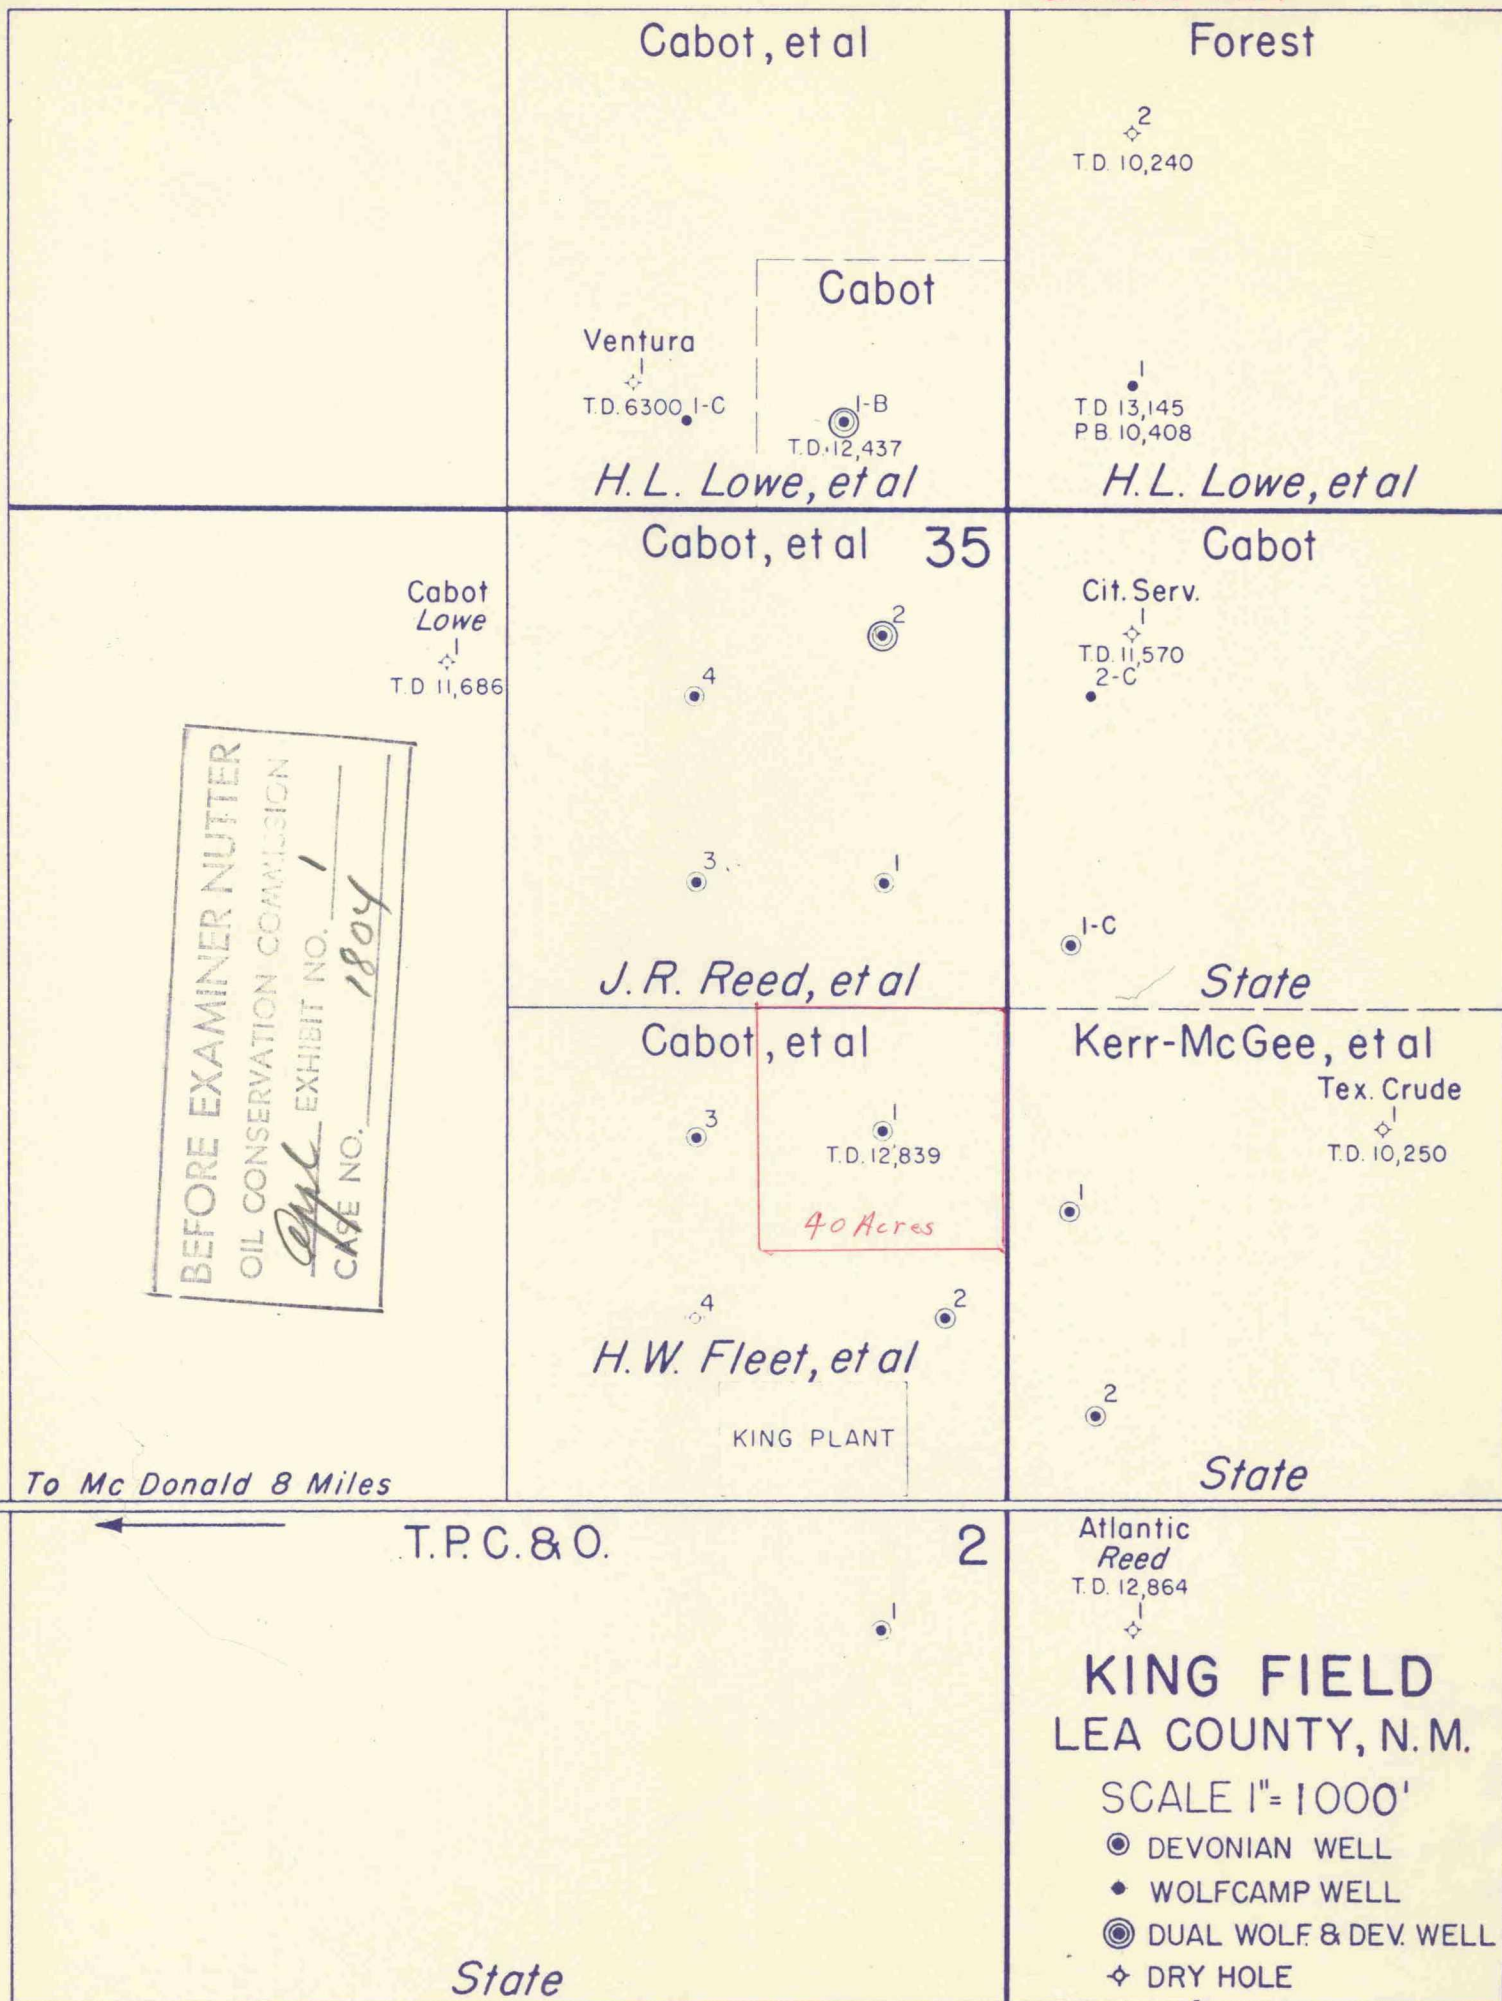 Cabot, et al
Forest
2
T.D. 10,240
Cabot
Ventura
1
T.D. 6300
1-C
1-B
T.D. 12,437
1
T.D 13,145
P.B. 10,408
H.L. Lowe, et al
H.L. Lowe, et al
Cabot, et al
35
Cabot
Cabot
Lowe
1
T.D 11,686
2
4
3
1
Cit. Serv.
1
T.D. 11,570
2-C
1-C
J.R. Reed, et al
State
BEFORE EXAMINER NUTTER
OIL CONSERVATION COMMISSION
Appl EXHIBIT NO. 1
CASE NO. 1804
Cabot, et al
Kerr-McGee, et al
Tex. Crude
1
T.D. 10,250
3
1
T.D. 12,839
40 Acres
1
4
2
H.W. Fleet, et al
2
KING PLANT
State
To Mc Donald 8 Miles
T.P.C. & O.
2
1
Atlantic
Reed
T.D. 12,864
1
State
KING FIELD
LEA COUNTY, N.M.
SCALE 1"= 1000'
DEVONIAN WELL
WOLFCAMP WELL
DUAL WOLF. & DEV. WELL
DRY HOLE